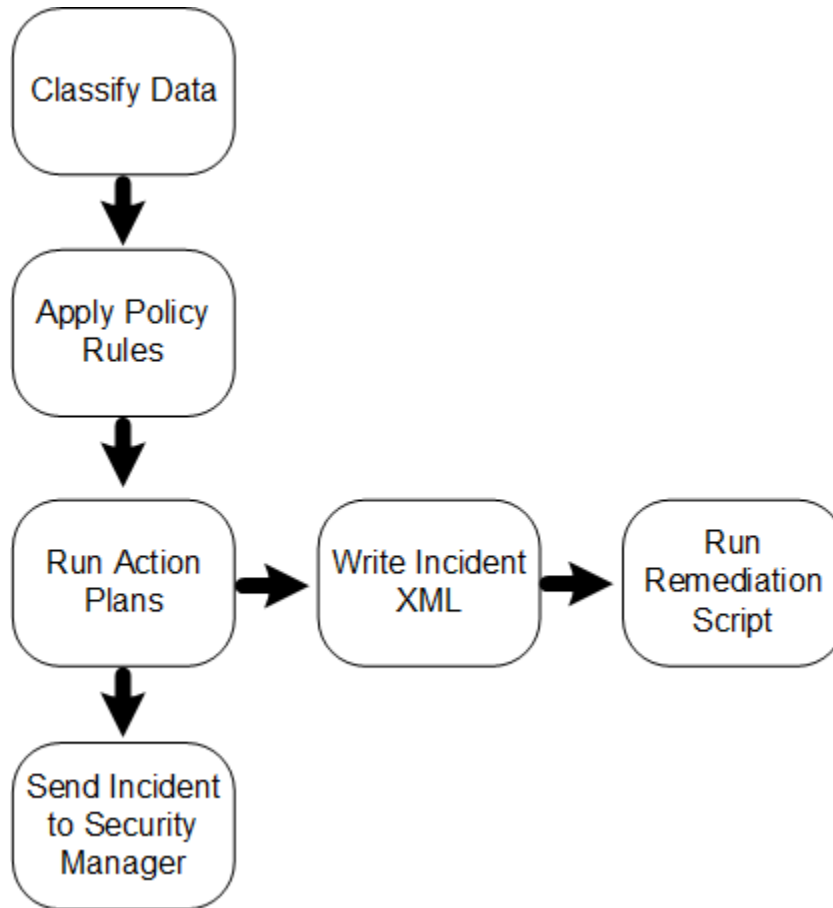 Classify Data
Apply Policy
Rules
Run Action
Plans
Write Incident
XML
Run
Remediation
Script
Send Incident
to Security
Manager